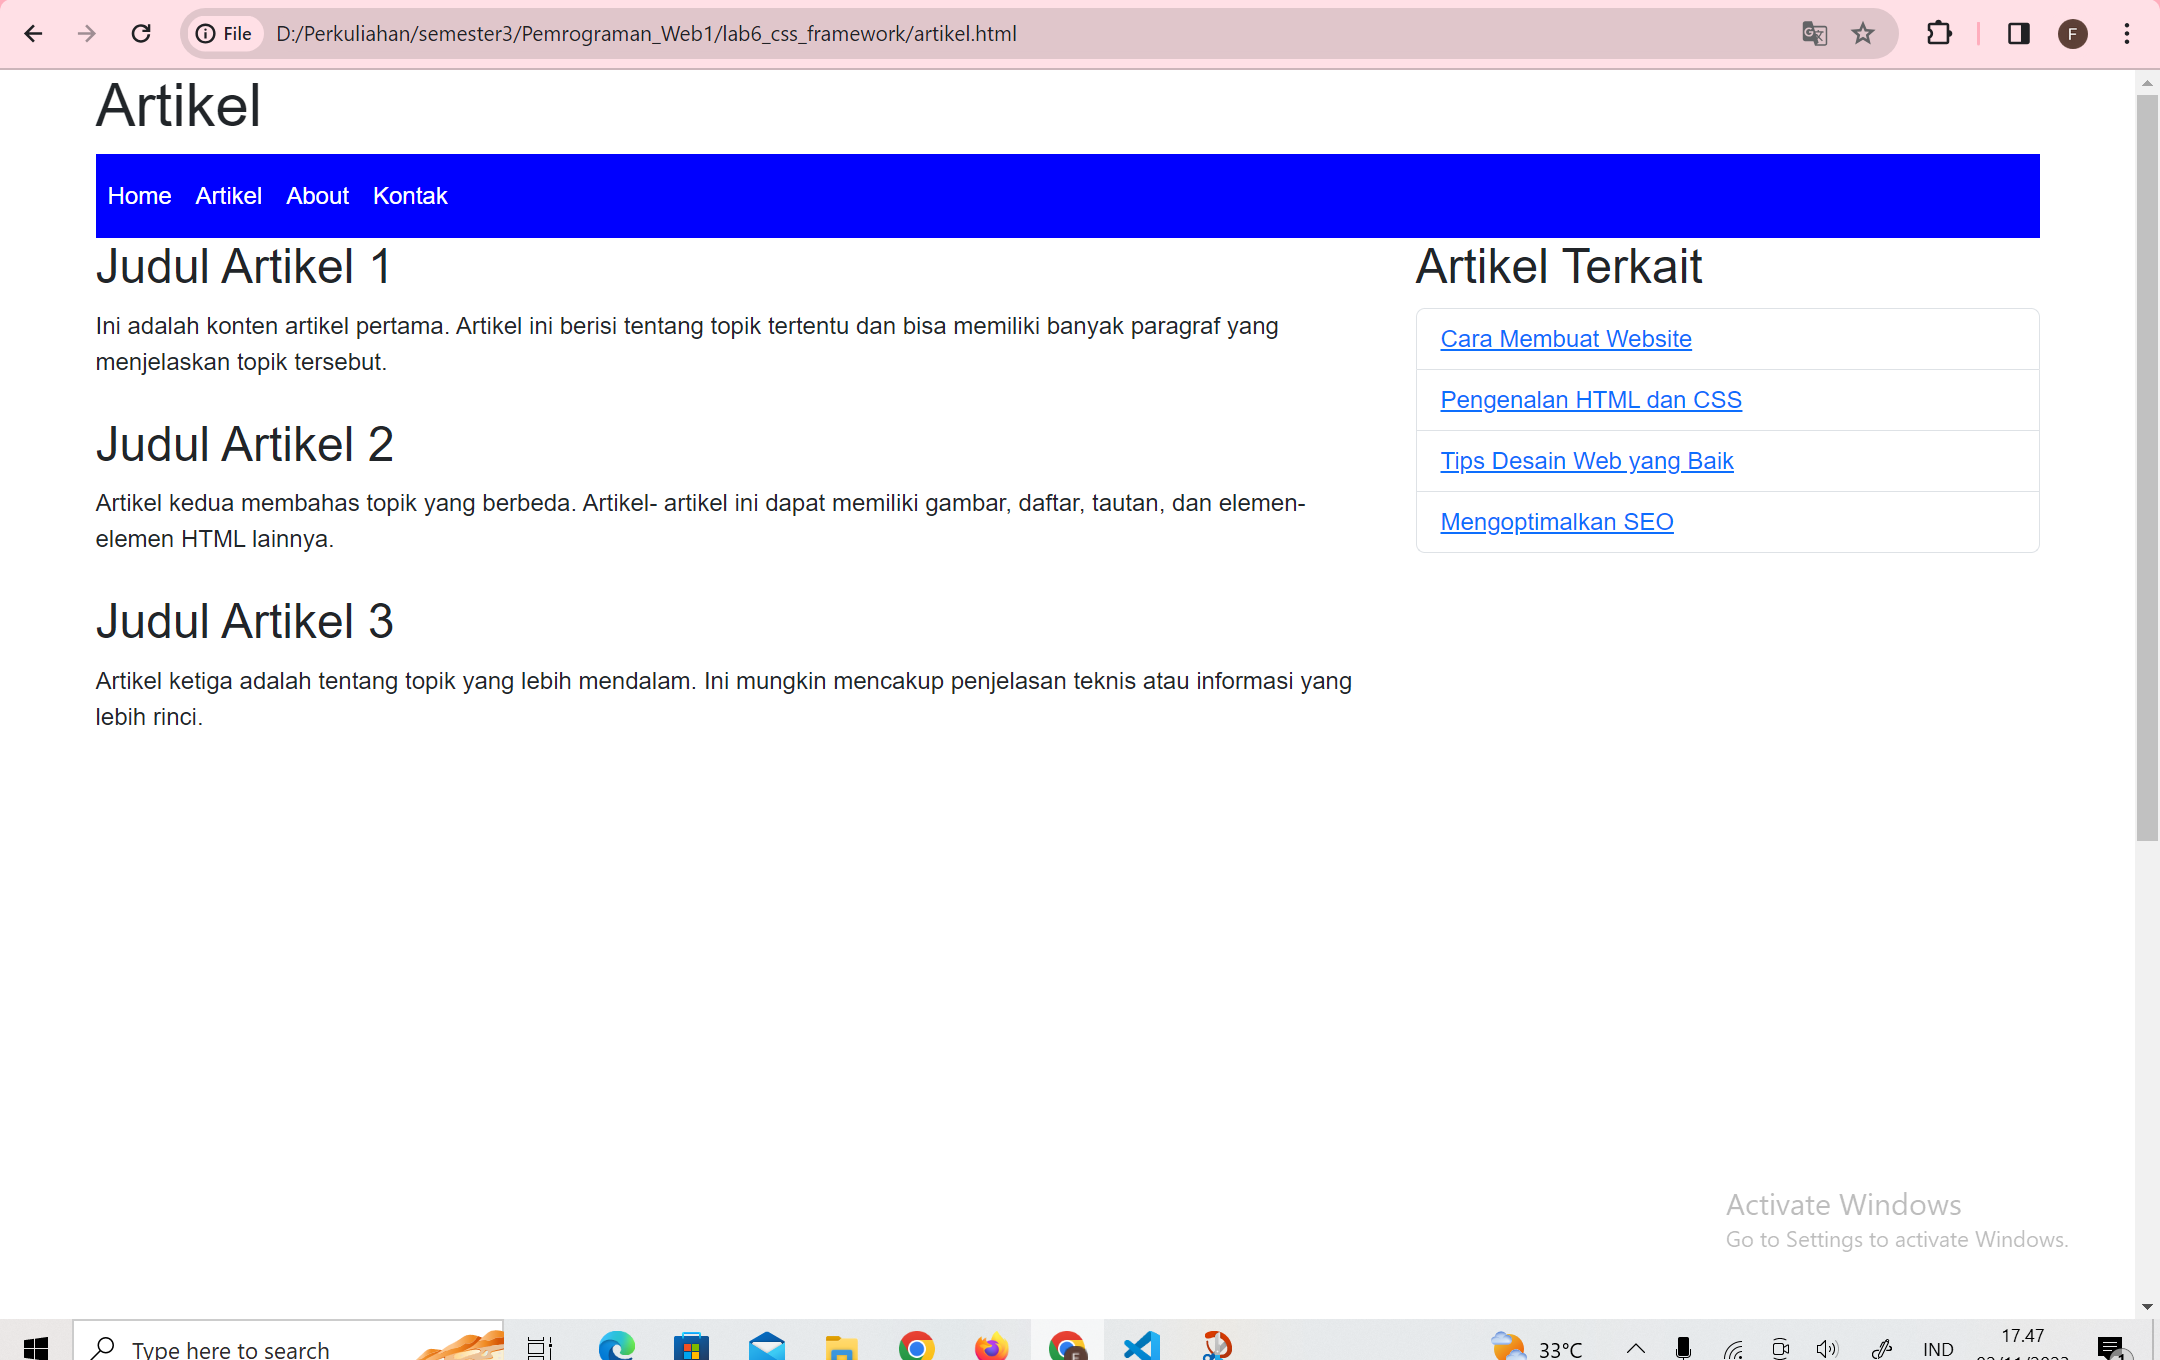 File D:/Perkuliahan/semester3/Pemrograman_Web1/lab6_css_framework/artikel.html F
Artikel
Home Artikel About Kontak
Judul Artikel 1
Ini adalah konten artikel pertama. Artikel ini berisi tentang topik tertentu dan bisa memiliki banyak paragraf yang
menjelaskan topik tersebut.
Judul Artikel 2
Artikel kedua membahas topik yang berbeda. Artikel- artikel ini dapat memiliki gambar, daftar, tautan, dan elemen-
elemen HTML lainnya.
Judul Artikel 3
Artikel ketiga adalah tentang topik yang lebih mendalam. Ini mungkin mencakup penjelasan teknis atau informasi yang
lebih rinci.
Artikel Terkait
Cara Membuat Website
Pengenalan HTML dan CSS
Tips Desain Web yang Baik
Mengoptimalkan SEO
Activate Windows
Go to Settings to activate Windows.
Type here to search
33°C
IND
17.47